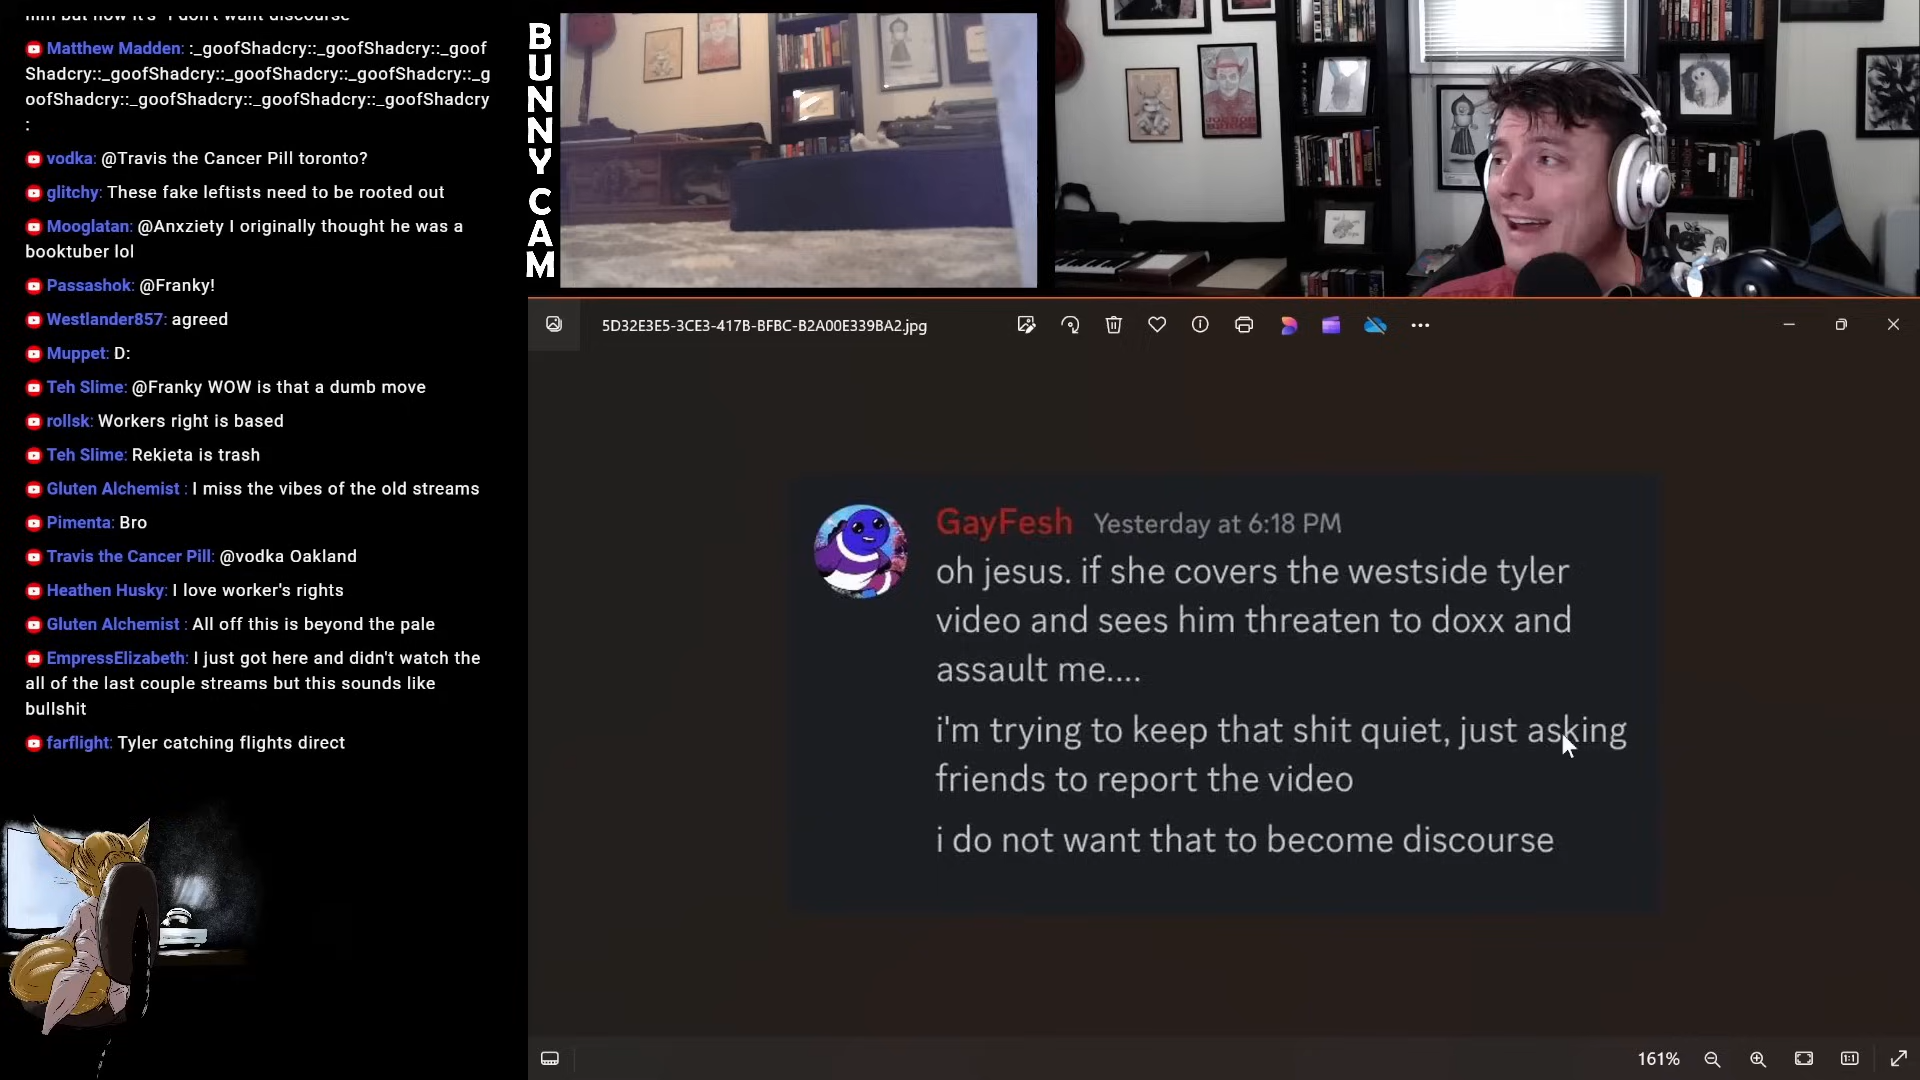 him but now it's "i don't want discourse
Matthew Madden: :_goofShadcry::_goofShadcry::_goof
Shadcry::_goofShadcry::_goofShadcry::_goofShadcry::_g
oofShadcry::_goofShadcry::_goofShadcry::_goofShadcry
:
vodka: @Travis the Cancer Pill toronto?
glitchy: These fake leftists need to be rooted out
Mooglatan: @Anxziety I originally thought he was a
booktuber lol
Passashok: @Franky!
Westlander857: agreed
Muppet: D:
Teh Slime: @Franky WOW is that a dumb move
rollsk: Workers right is based
Teh Slime: Rekieta is trash
Gluten Alchemist : I miss the vibes of the old streams
Pimenta: Bro
Travis the Cancer Pill: @vodka Oakland
Heathen Husky: I love worker's rights
Gluten Alchemist : All off this is beyond the pale
EmpressElizabeth: I just got here and didn't watch the
all of the last couple streams but this sounds like
bullshit
farflight: Tyler catching flights direct
BUNNY CAM
5D32E3E5-3CE3-417B-BFBC-B2A00E339BA2.jpg
GayFesh Yesterday at 6:18 PM
oh jesus. if she covers the westside tyler
video and sees him threaten to doxx and
assault me....
i'm trying to keep that shit quiet, just asking
friends to report the video
i do not want that to become discourse
161%